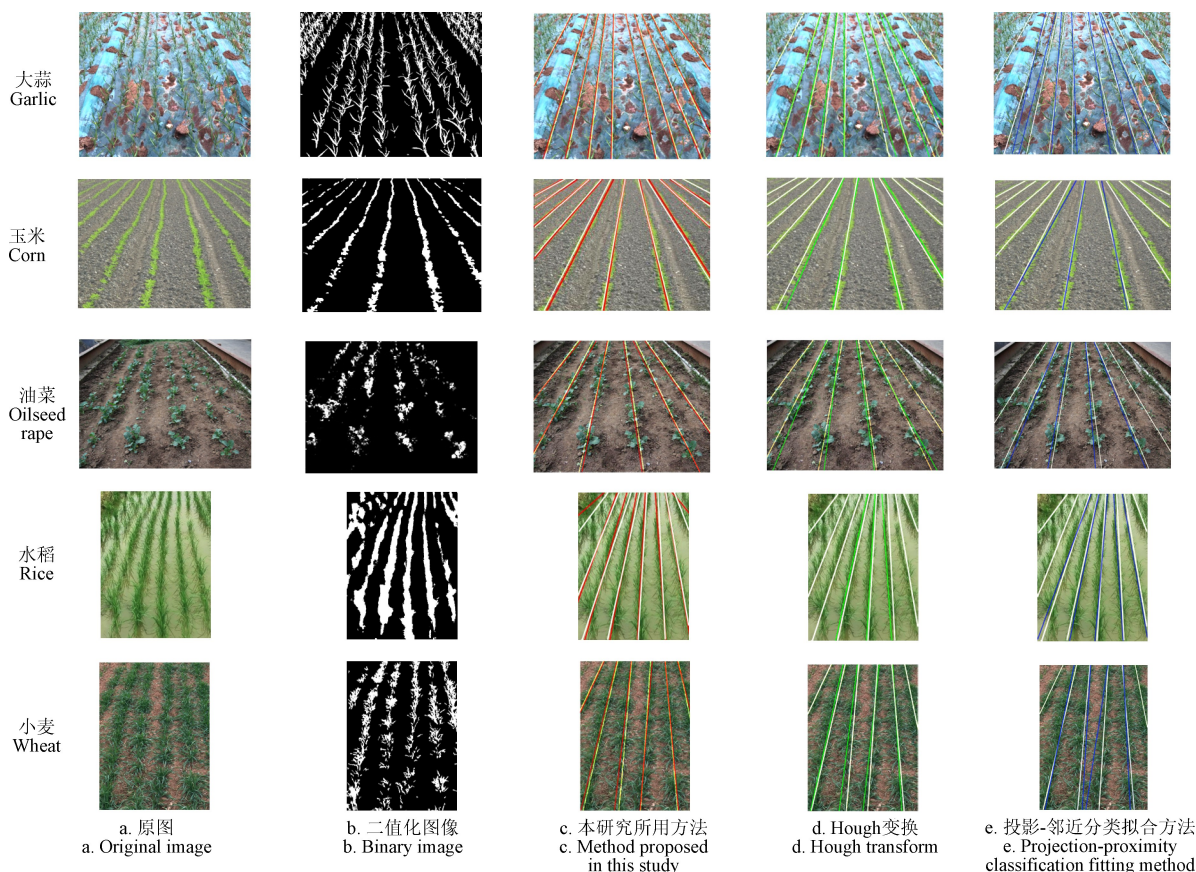 大蒜
Garlic
玉米
Corn
油菜
Oilseed
rape
水稻
Rice
小麦
Wheat
a. 原图
a. Original image
b. 二值化图像
b. Binary image
c. 本研究所用方法
c. Method proposed
in this study
d. Hough变换
d. Hough transform
e. 投影-邻近分类拟合方法
e. Projection-proximity
classification fitting method